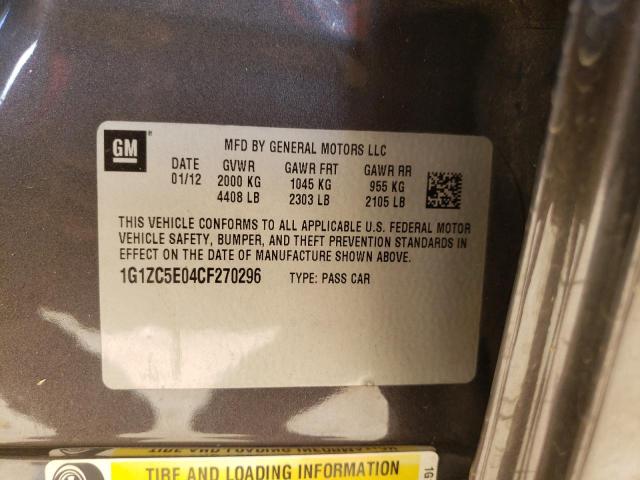 GM
MFD BY GENERAL MOTORS LLC
DATE GVWR GAWR FRT GAWR RR
01/12 2000 KG 1045 KG 955 KG
4408 LB 2303 LB 2105 LB
THIS VEHICLE CONFORMS TO ALL APPLICABLE U.S. FEDERAL MOTOR
VEHICLE SAFETY, BUMPER, AND THEFT PREVENTION STANDARDS IN
EFFECT ON THE DATE OF MANUFACTURE SHOWN ABOVE.
1G1ZC5E04CF270296 TYPE: PASS CAR
TIRE AND LOADING INFORMATION
1G